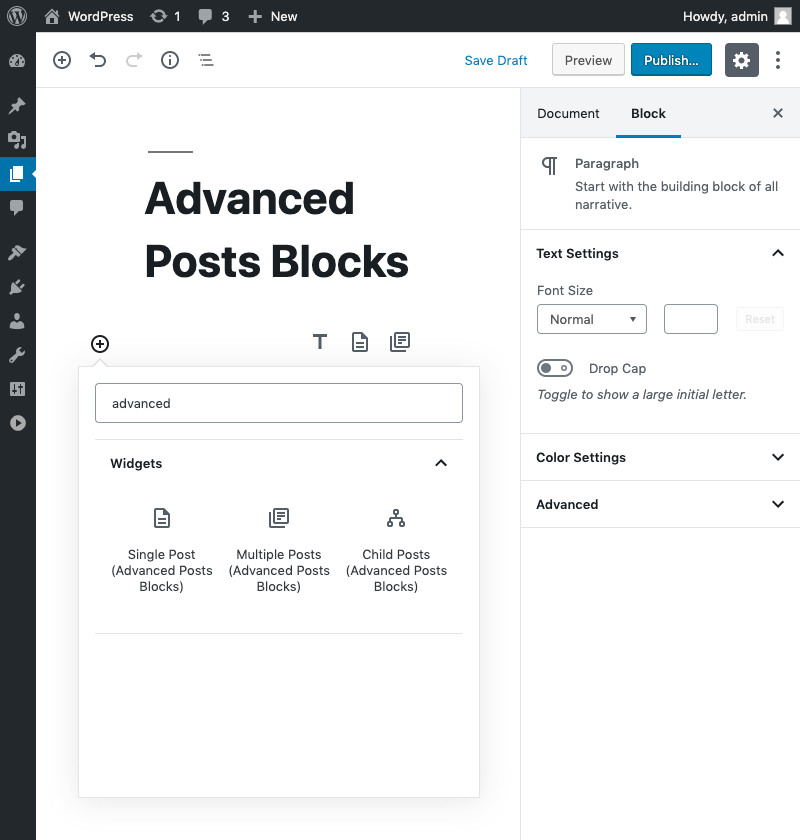 WordPress 1 3 New Howdy, admin
Save Draft Preview Publish...
Document Block
Paragraph
Start with the building block of all
narrative.
Advanced
Posts Blocks
Text Settings
Font Size
Normal Reset
Drop Cap
Toggle to show a large initial letter.
Color Settings
Advanced
advanced
Widgets
Single Post
(Advanced Posts
Blocks)
Multiple Posts
(Advanced Posts
Blocks)
Child Posts
(Advanced Posts
Blocks)